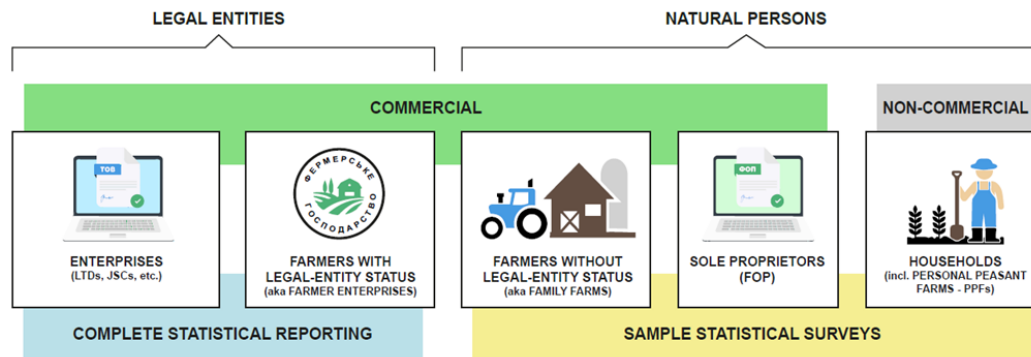 LEGAL ENTITIES
NATURAL PERSONS
COMMERCIAL
NON-COMMERCIAL
ТОВ
ФЕРМЕРСЬКЕ
ГОСПОДАРСТВО
ФОП
ENTERPRISES
(LTDs, JSCs, etc.)
FARMERS WITH
LEGAL-ENTITY STATUS
(aka FARMER ENTERPRISES)
FARMERS WITHOUT
LEGAL-ENTITY STATUS
(aka FAMILY FARMS)
SOLE PROPRIETORS
(FOP)
HOUSEHOLDS
(incl. PERSONAL PEASANT
FARMS - PPFs)
COMPLETE STATISTICAL REPORTING
SAMPLE STATISTICAL SURVEYS